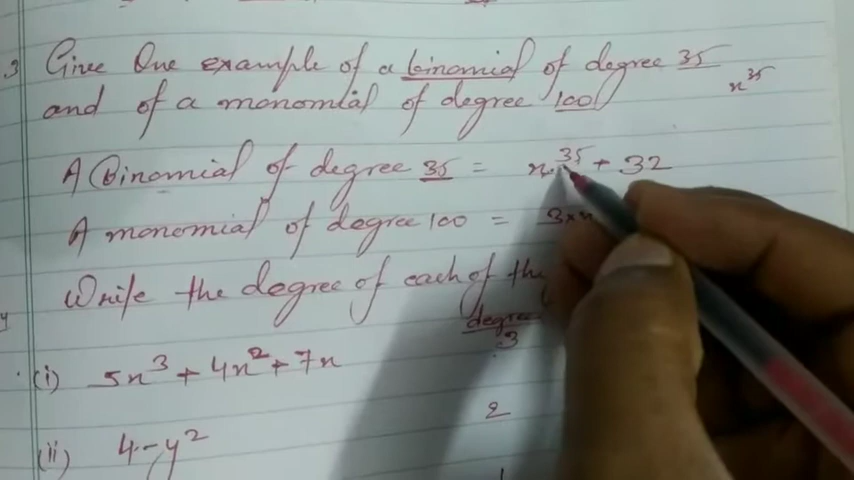 3 Give One example of a binomial of degree 35
x³⁵
and of a monomial of degree 100
A Binomial of degree 35 = x³⁵ + 32
A monomial of degree 100 = 3x
Write the degree of each of the
degree
(i) 5x³ + 4x² + 7x 3
(ii) 4 - y² 2